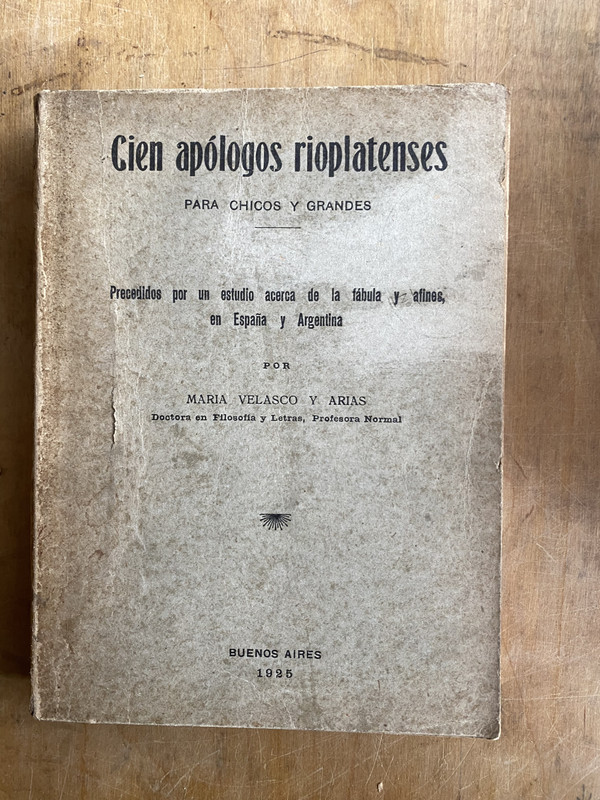 Cien apólogos rioplatenses
PARA CHICOS Y GRANDES
Precedidos por un estudio acerca de la fábula y afines,
en España y Argentina
POR
MARIA VELASCO Y ARIAS
Doctora en Filosofía y Letras, Profesora Normal
BUENOS AIRES
1925